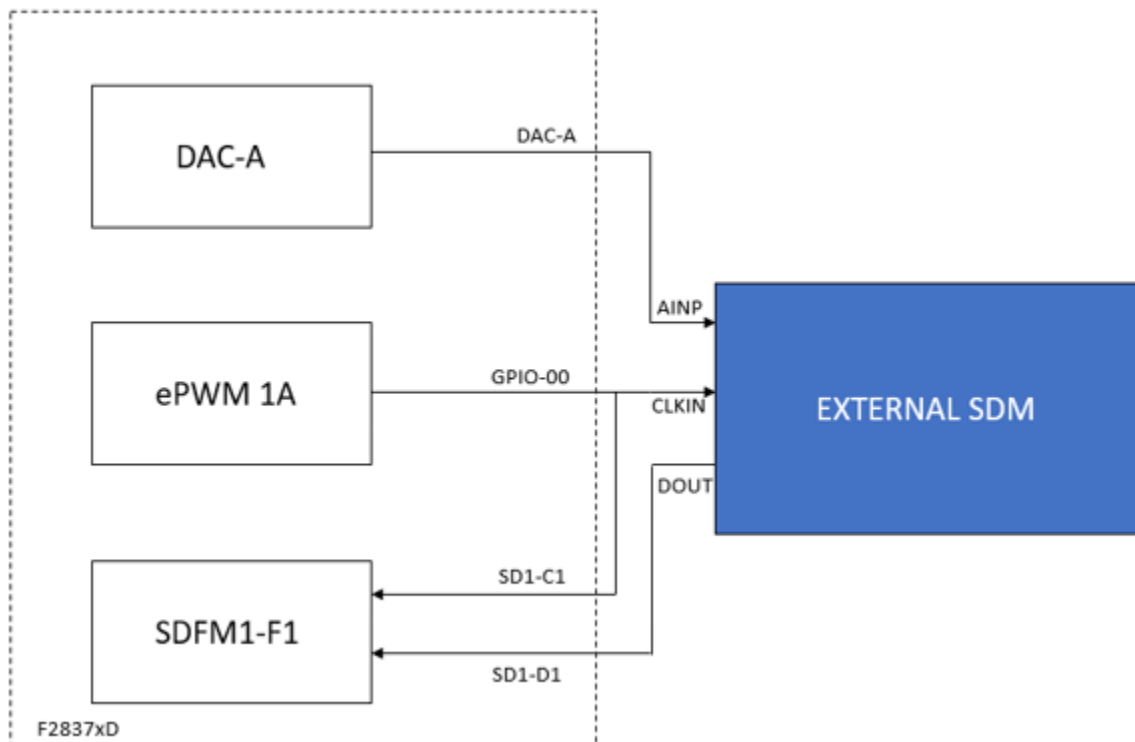 DAC-A
DAC-A
AINP
ePWM 1A
GPIO-00
CLKIN
EXTERNAL SDM
DOUT
SD1-C1
SDFM1-F1
SD1-D1
F2837xD